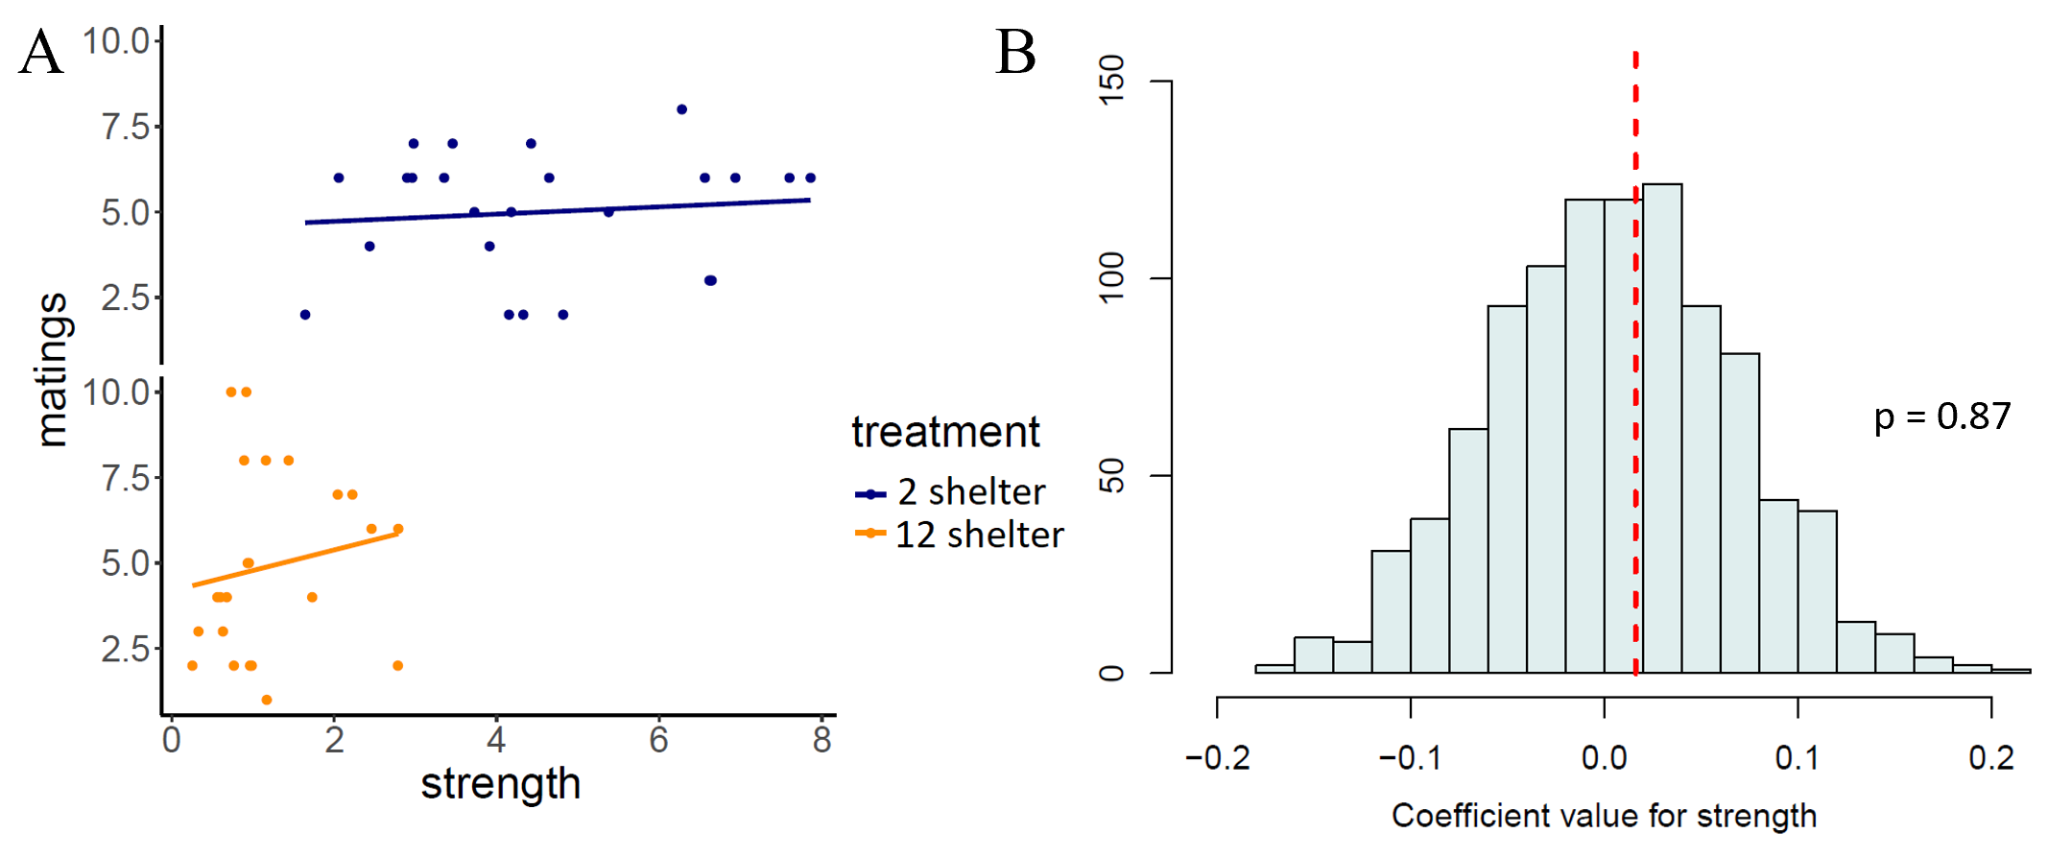 A
10.0
7.5
5.0
2.5
10.0
7.5
5.0
2.5
matings
0 2 4 6 8
strength
treatment
2 shelter
12 shelter
B
150
100
50
0
p = 0.87
−0.2 −0.1 0.0 0.1 0.2
Coefficient value for strength